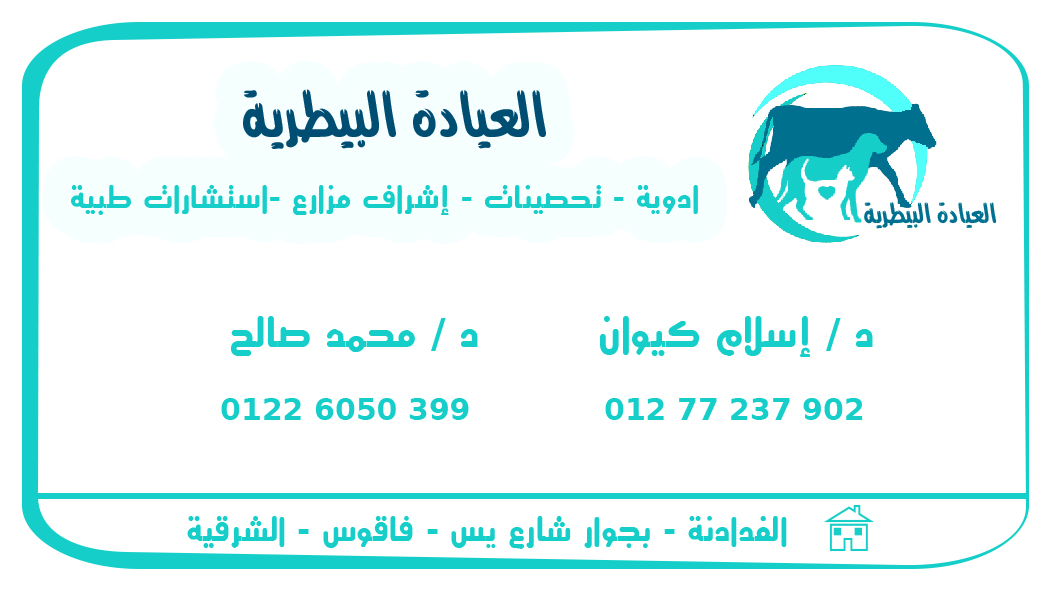 العيادة البيطرية
ادوية - تحصينات - إشراف مزارع -استشارات طبية
العيادة البيطرية
د / إسلام كيوان
د / محمد صالح
012 77 237 902
0122 6050 399
الفدادنة - بجوار شارع يس - فاقوس - الشرقية